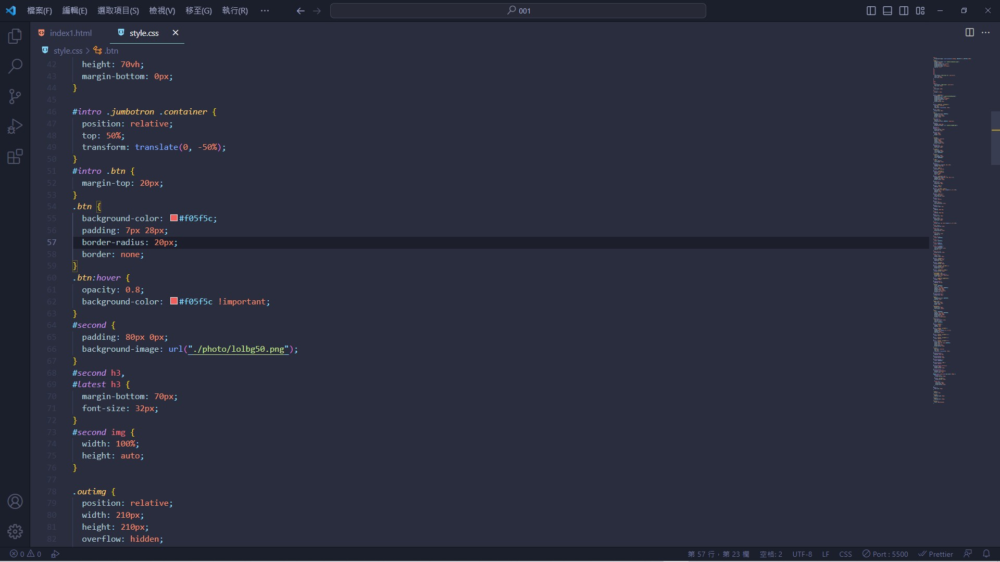 檔案(F) 編輯(E) 選取項目(S) 檢視(V) 移至(G) 執行(R) ··· 001
index1.html style.css
style.css > .btn
42 height: 70vh;
43 margin-bottom: 0px;
44 }
45
46 #intro .jumbotron .container {
47 position: relative;
48 top: 50%;
49 transform: translate(0, -50%);
50 }
51 #intro .btn {
52 margin-top: 20px;
53 }
54 .btn {
55 background-color: #f05f5c;
56 padding: 7px 28px;
57 border-radius: 20px;
58 border: none;
59 }
60 .btn:hover {
61 opacity: 0.8;
62 background-color: #f05f5c !important;
63 }
64 #second {
65 padding: 80px 0px;
66 background-image: url("./photo/lolbg50.png");
67 }
68 #second h3,
69 #latest h3 {
70 margin-bottom: 70px;
71 font-size: 32px;
72 }
73 #second img {
74 width: 100%;
75 height: auto;
76 }
77
78 .outimg {
79 position: relative;
80 width: 210px;
81 height: 210px;
82 overflow: hidden;
0 0 第 57 行，第 23 欄 空格: 2 UTF-8 LF CSS Port : 5500 Prettier